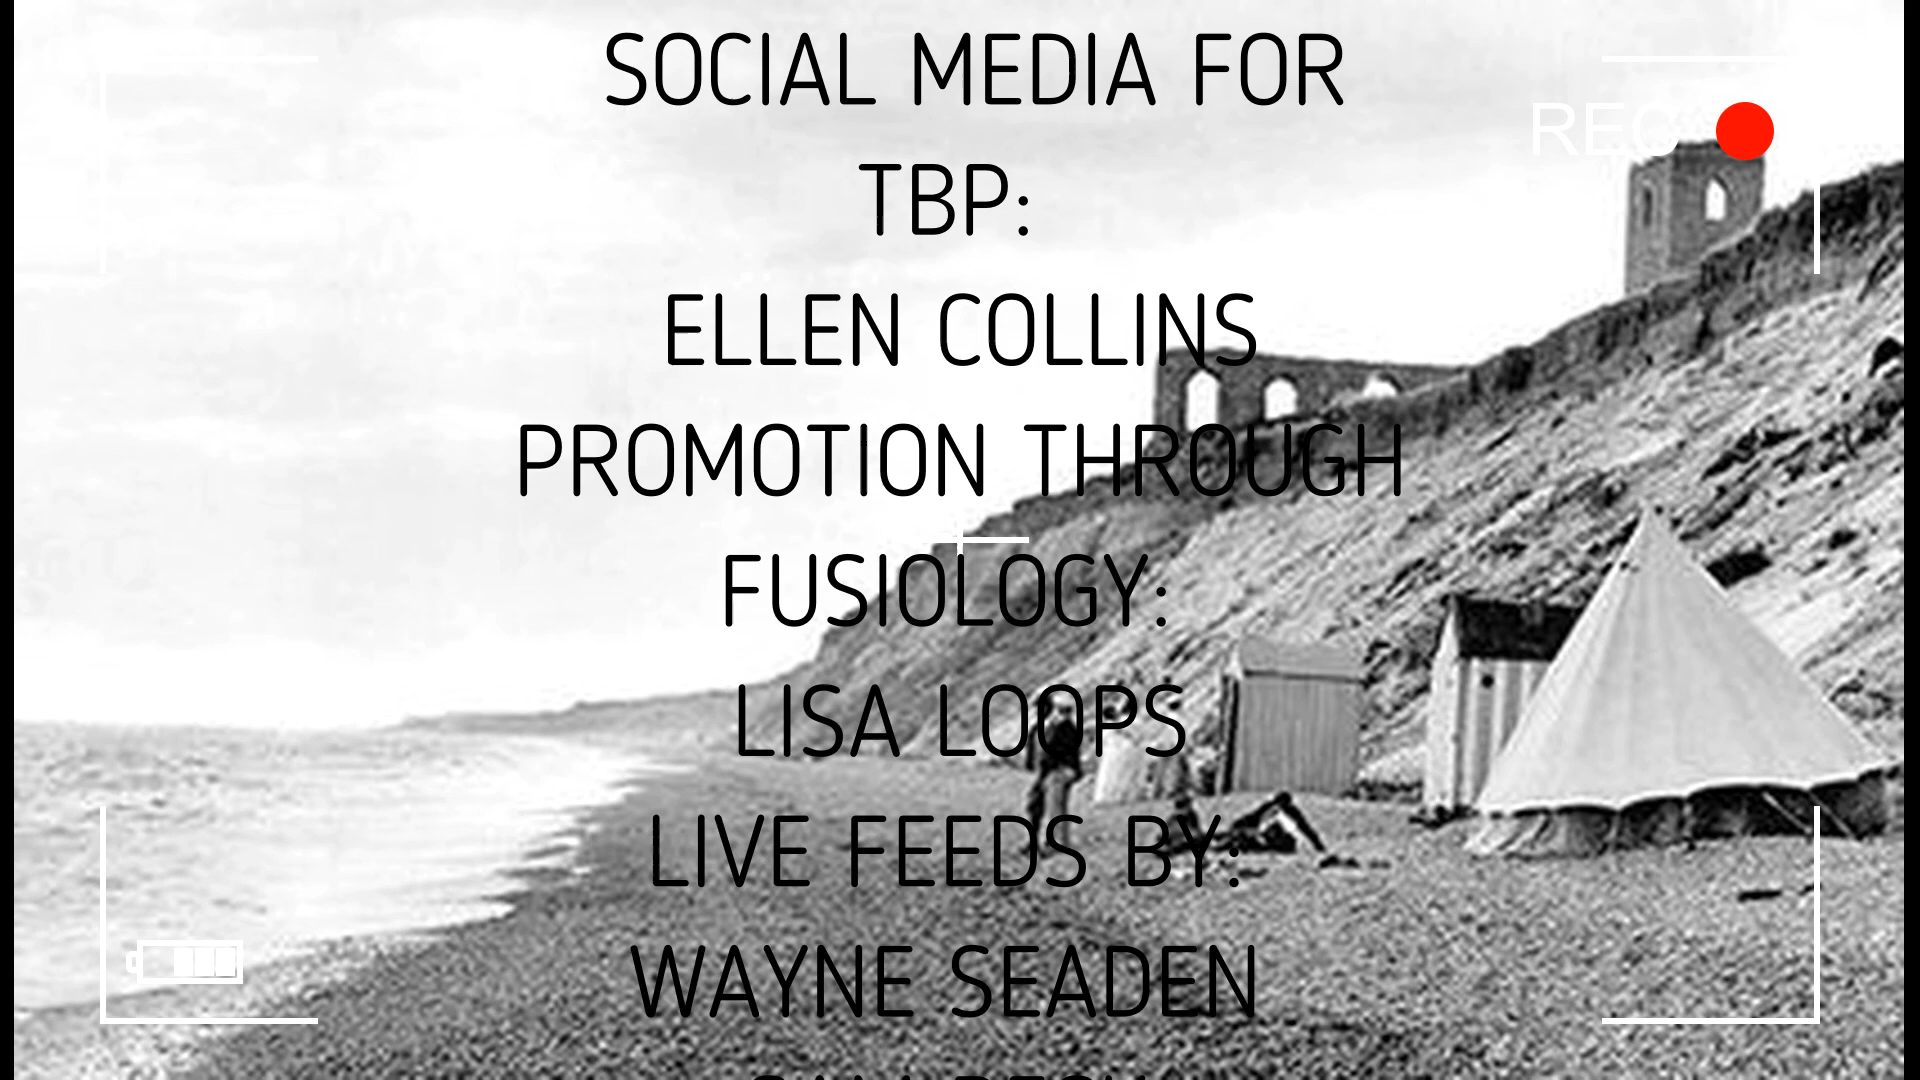 SOCIAL MEDIA FOR
TBP:
REC
ELLEN COLLINS
PROMOTION THROUGH
FUSIOLOGY:
LISA LOOPS
LIVE FEEDS BY:
WAYNE SEADEN